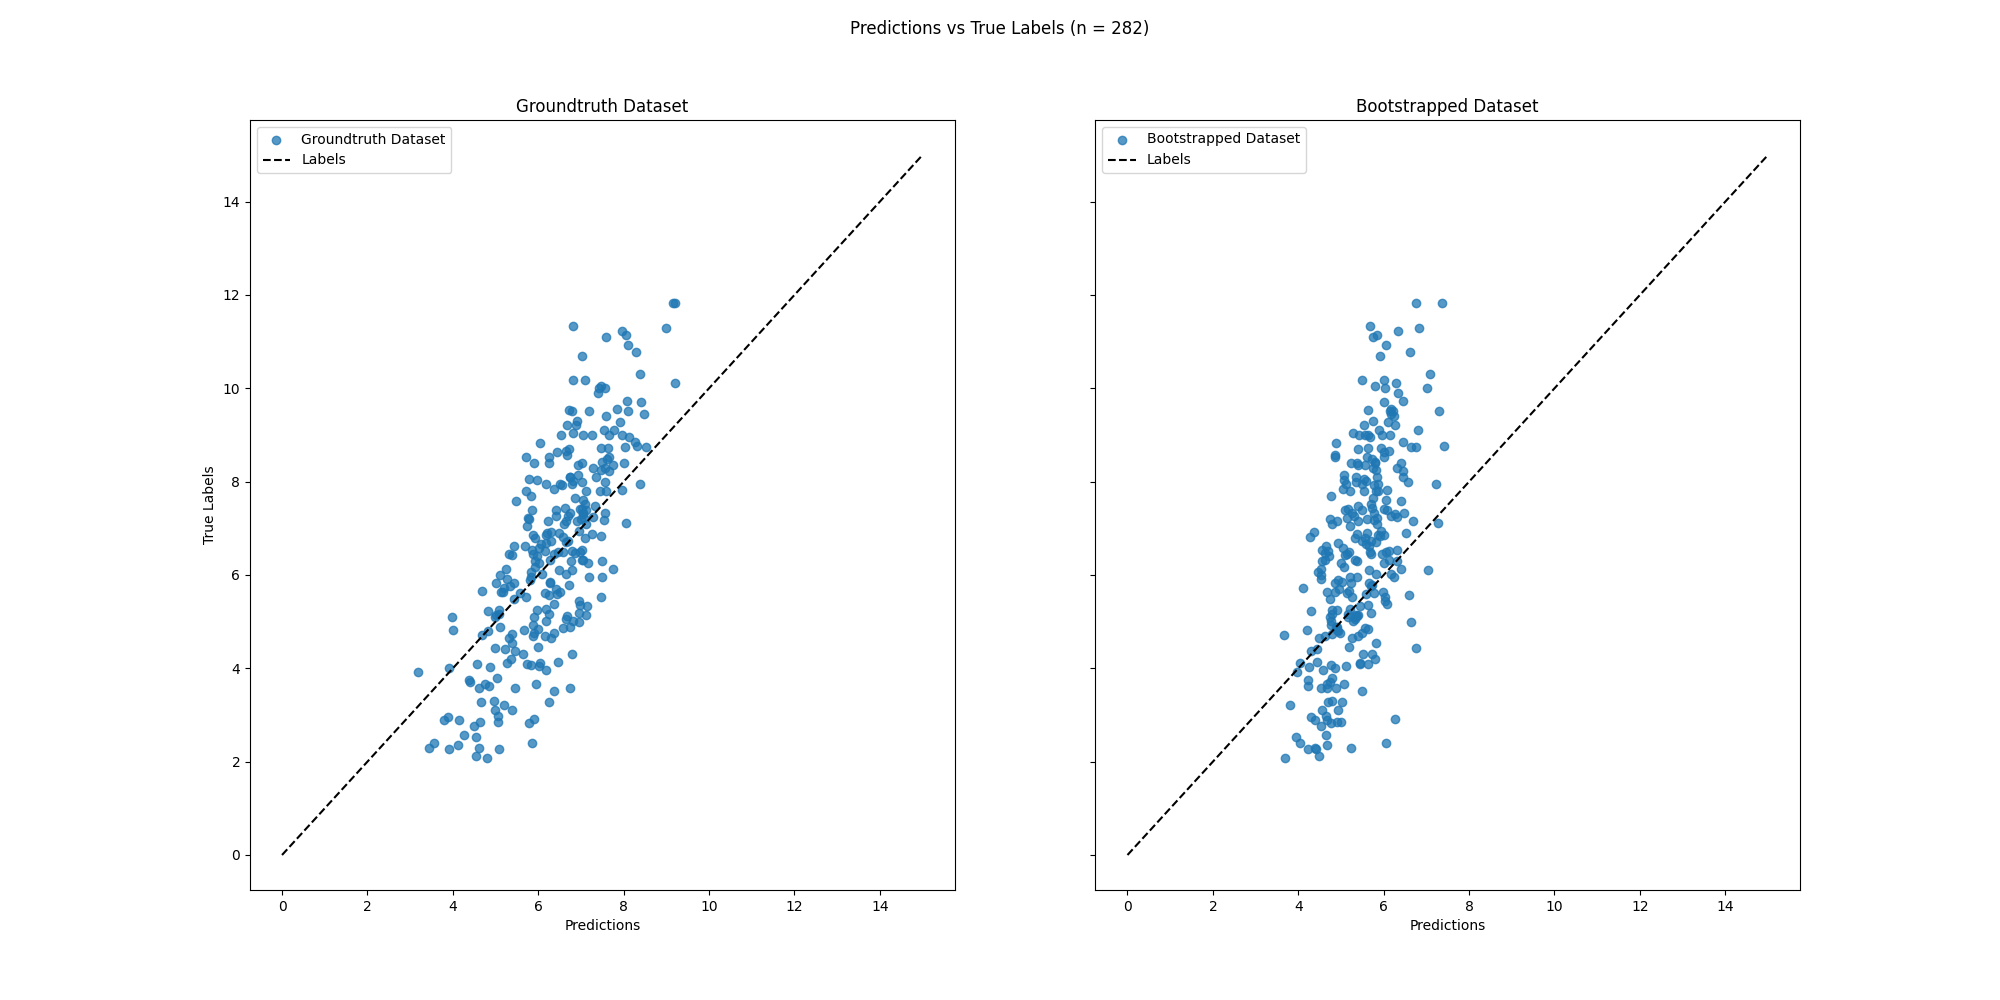 Predictions vs True Labels (n = 282)
Groundtruth Dataset
Groundtruth Dataset
Labels
True Labels
14
12
10
8
6
4
2
0
0 2 4 6 8 10 12 14
Predictions
Bootstrapped Dataset
Bootstrapped Dataset
Labels
0 2 4 6 8 10 12 14
Predictions